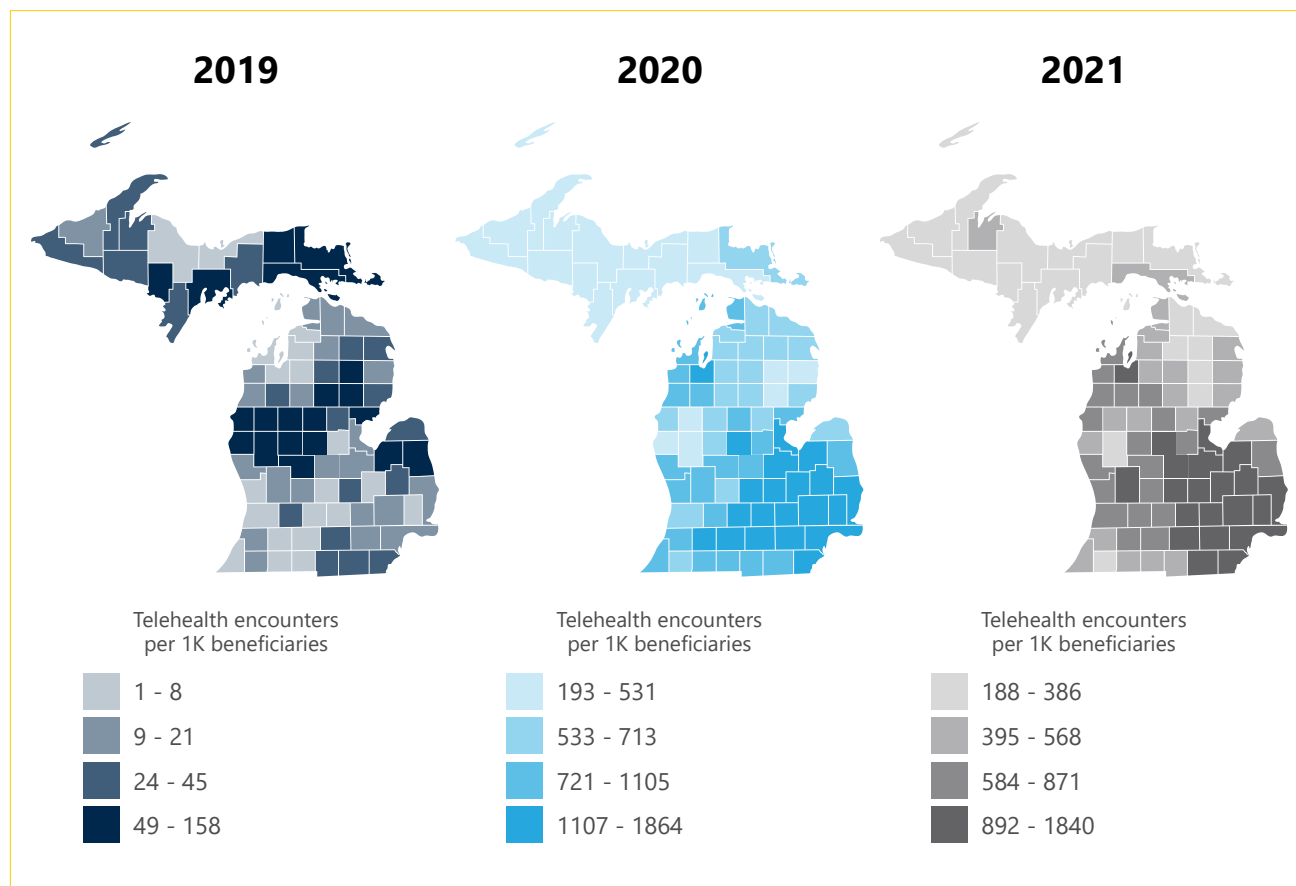 2019
2020
2021
Telehealth encounters
per 1K beneficiaries
1 - 8
9 - 21
24 - 45
49 - 158
Telehealth encounters
per 1K beneficiaries
193 - 531
533 - 713
721 - 1105
1107 - 1864
Telehealth encounters
per 1K beneficiaries
188 - 386
395 - 568
584 - 871
892 - 1840